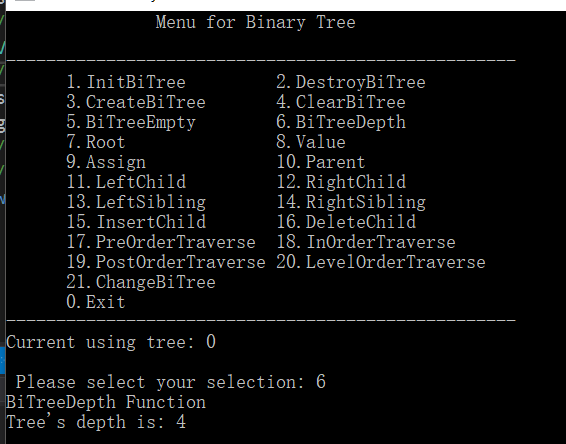 Menu for Binary Tree
1.InitBiTree 2.DestroyBiTree
3.CreateBiTree 4.ClearBiTree
5.BiTreeEmpty 6.BiTreeDepth
7.Root 8.Value
9.Assign 10.Parent
11.LeftChild 12.RightChild
13.LeftSibling 14.RightSibling
15.InsertChild 16.DeleteChild
17.PreOrderTraverse 18.InOrderTraverse
19.PostOrderTraverse 20.LevelOrderTraverse
21.ChangeBiTree
0.Exit
Current using tree: 0
Please select your selection: 6
BiTreeDepth Function
Tree's depth is: 4